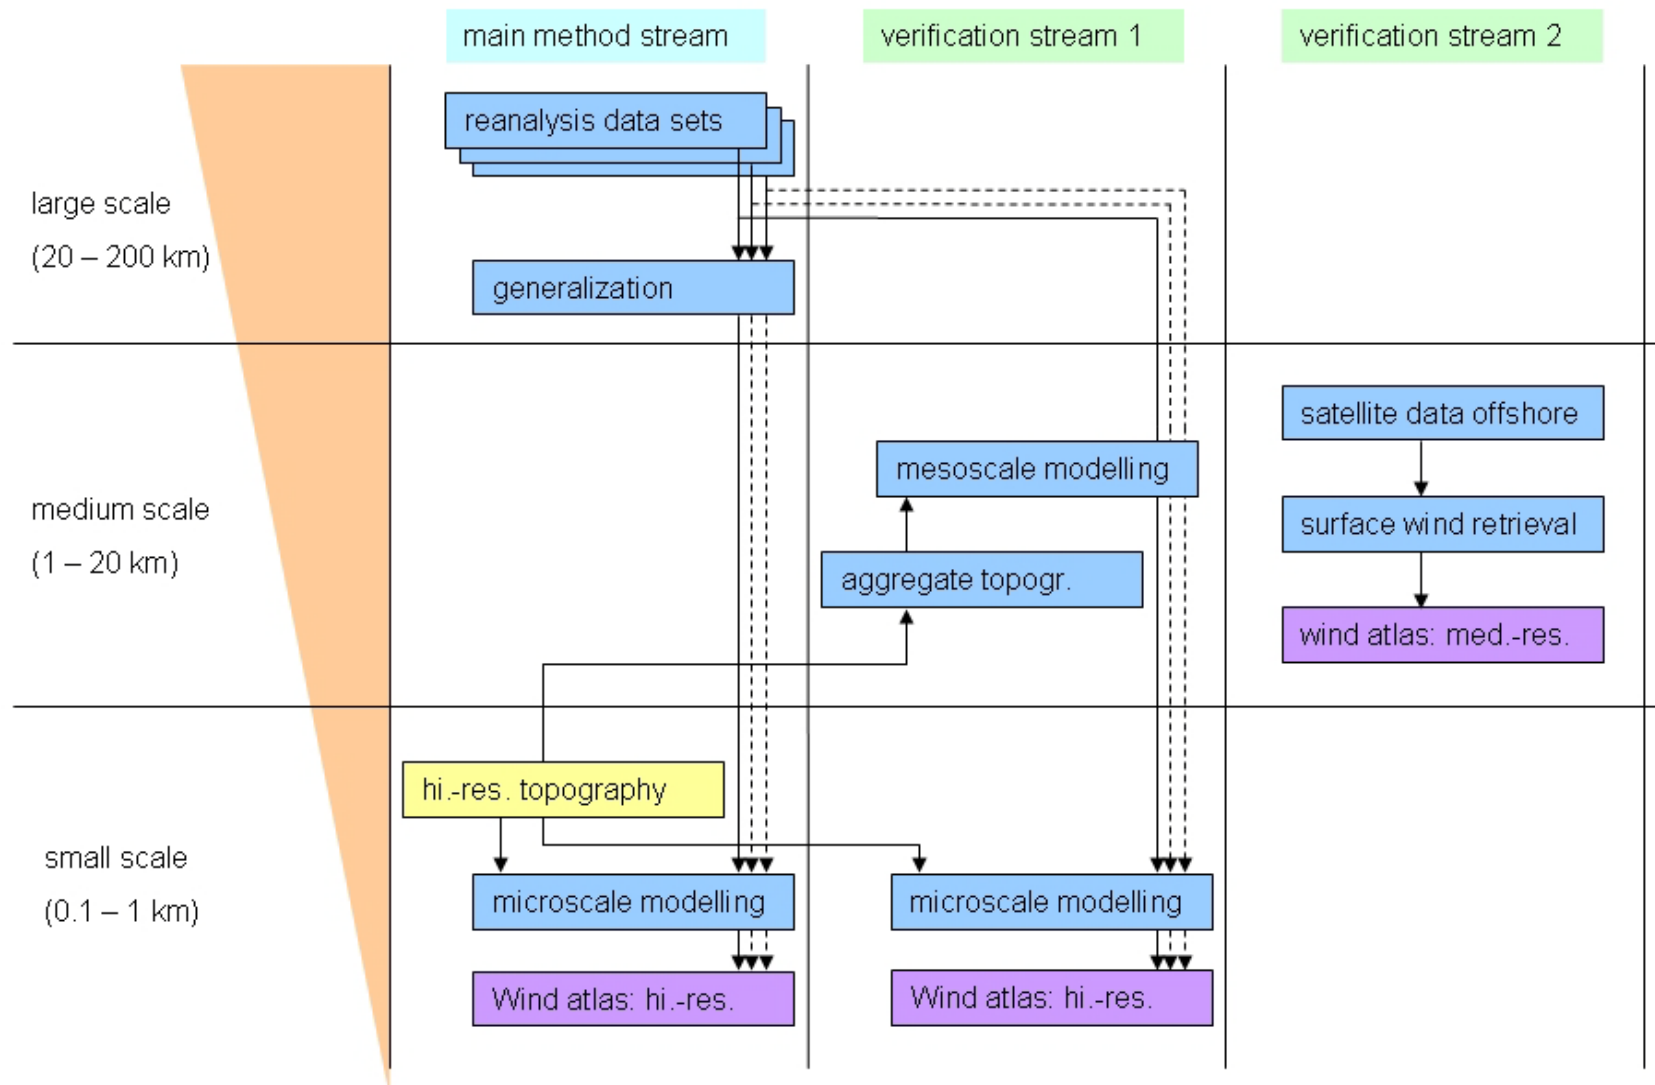 main method stream
verification stream 1
verification stream 2
reanalysis data sets
large scale
(20 – 200 km)
generalization
satellite data offshore
mesoscale modelling
medium scale
(1 – 20 km)
surface wind retrieval
aggregate topogr.
wind atlas: med.-res.
hi.-res. topography
small scale
(0.1 – 1 km)
microscale modelling
microscale modelling
Wind atlas: hi.-res.
Wind atlas: hi.-res.